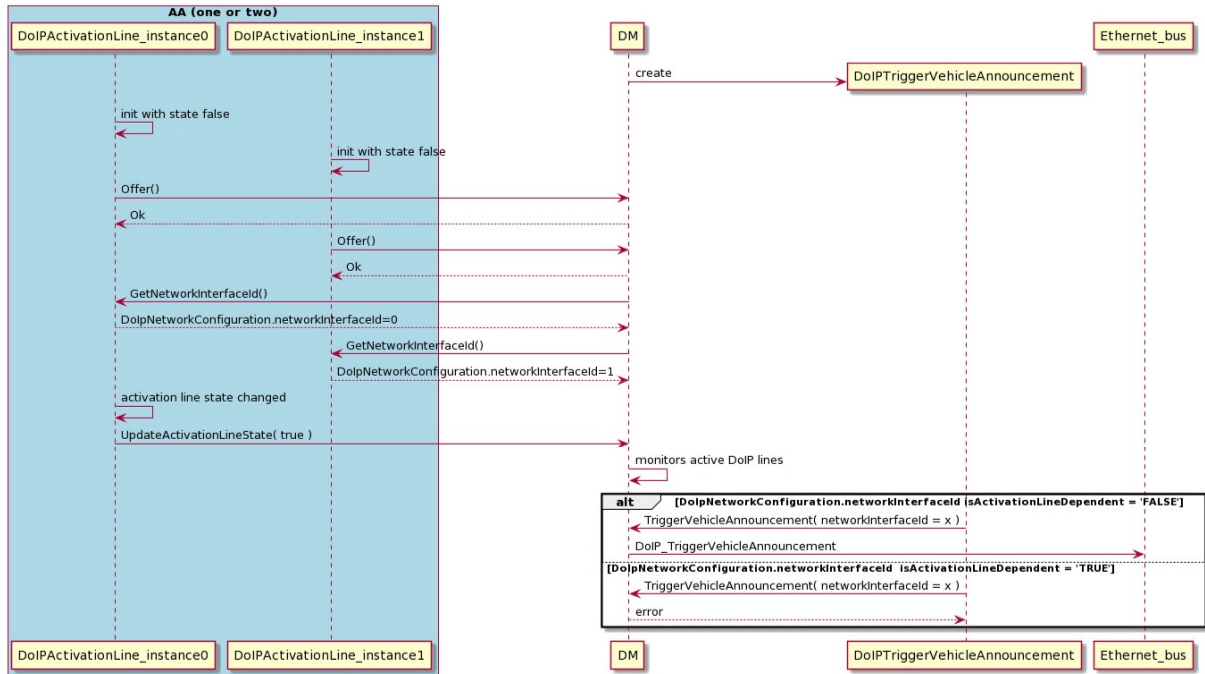 AA (one or two)
DoIPActivationLine_instance0 DoIPActivationLine_instance1 DM Ethernet_bus
create
DoIPTriggerVehicleAnnouncement
init with state false
init with state false
Offer()
Ok
Offer()
Ok
GetNetworkInterfaceId()
DoIpNetworkConfiguration.networkInterfaceId=0
GetNetworkInterfaceId()
DoIpNetworkConfiguration.networkInterfaceId=1
activation line state changed
UpdateActivationLineState( true )
monitors active DoIP lines
alt [DoIpNetworkConfiguration.networkInterfaceId isActivationLineDependent = 'FALSE']
TriggerVehicleAnnouncement( networkInterfaceId = x )
DoIP_TriggerVehicleAnnouncement
[DoIpNetworkConfiguration.networkInterfaceId isActivationLineDependent = 'TRUE']
TriggerVehicleAnnouncement( networkInterfaceId = x )
error
DoIPActivationLine_instance0 DoIPActivationLine_instance1 DM DoIPTriggerVehicleAnnouncement Ethernet_bus